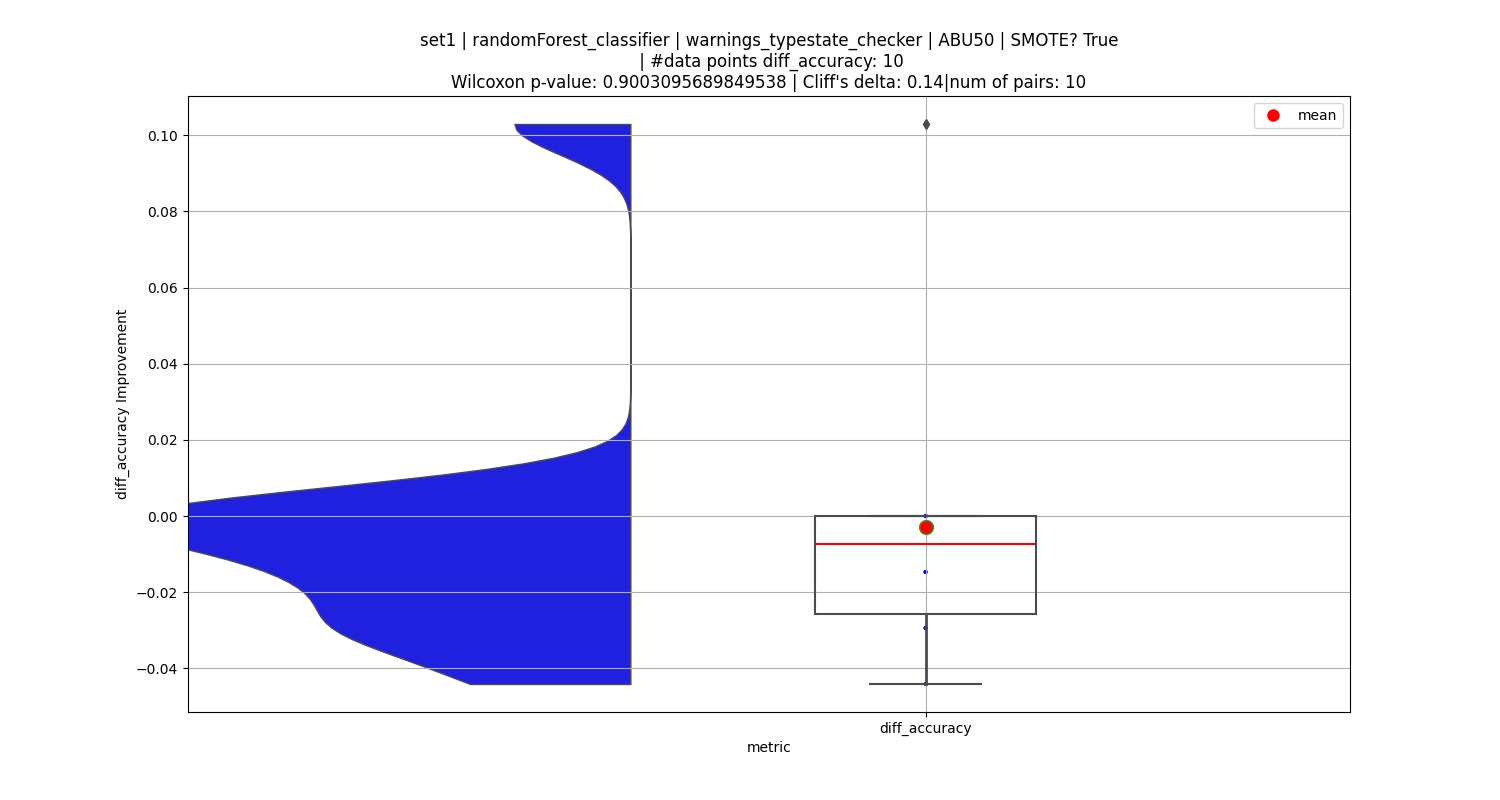 set1 | randomForest_classifier | warnings_typestate_checker | ABU50 | SMOTE? True
| #data points diff_accuracy: 10
Wilcoxon p-value: 0.9003095689849538 | Cliff's delta: 0.14|num of pairs: 10
mean
0.10
0.08
0.06
0.04
0.02
0.00
−0.02
−0.04
diff_accuracy Improvement
diff_accuracy
metric